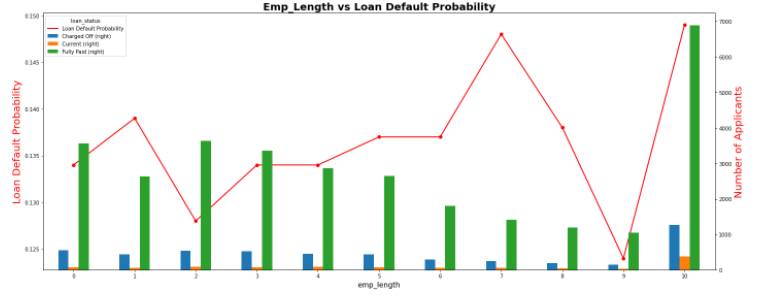 Emp_Length vs Loan Default Probability
loan_status
Loan Default Probability
Charged Off (right)
Current (right)
Fully Paid (right)
Loan Default Probability
0.150
0.145
0.140
0.135
0.130
0.125
Number of Applicants
7000
6000
5000
4000
3000
2000
1000
0
0 1 2 3 4 5 6 7 8 9 10
emp_length